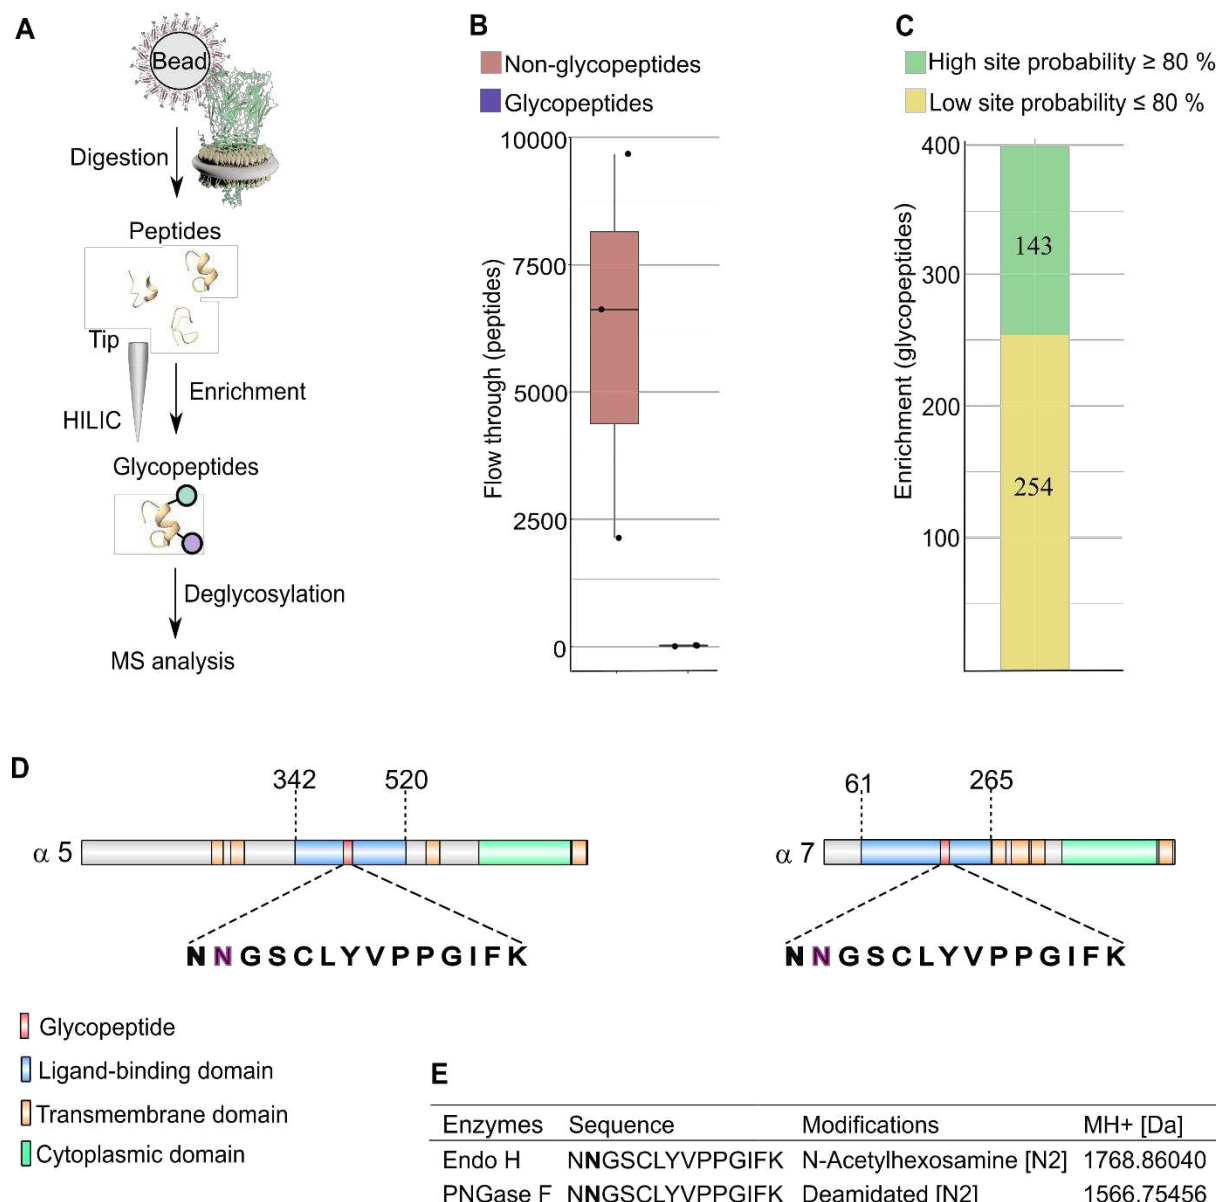 A
Bead
Digestion
Peptides
Tip
Enrichment
HILIC
Glycopeptides
Deglycosylation
MS analysis
B
Non-glycopeptides
Glycopeptides
10000
7500
5000
2500
0
Flow through (peptides)
C
High site probability ≥ 80 %
Low site probability ≤ 80 %
400
300
200
100
Enrichment (glycopeptides)
143
254
D
342 520
α 5
NNGSCLYVPPGIFK
61 265
α 7
NNGSCLYVPPGIFK
Glycopeptide
Ligand-binding domain
Transmembrane domain
Cytoplasmic domain
E
Enzymes Sequence Modifications MH+ [Da]
Endo H NNGSCLYVPPGIFK N-Acetylhexosamine [N2] 1768.86040
PNGase F NNGSCLYVPPGIFK Deamidated [N2] 1566.75456